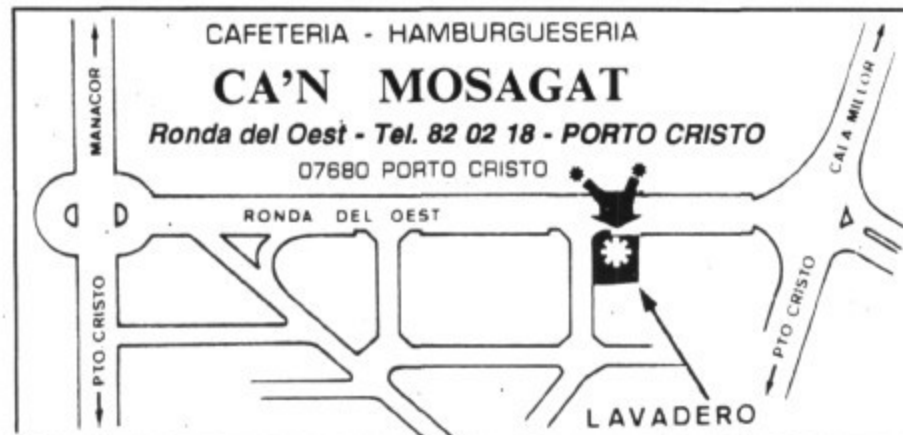 CAFETERIA - HAMBURGUESERIA
CA'N MOSAGAT
Ronda del Oest - Tel. 82 02 18 - PORTO CRISTO
07680 PORTO CRISTO
MANACOR
CALA MILLOR
RONDA DEL OEST
PTO CRISTO
PTO CRISTO
LAVADERO